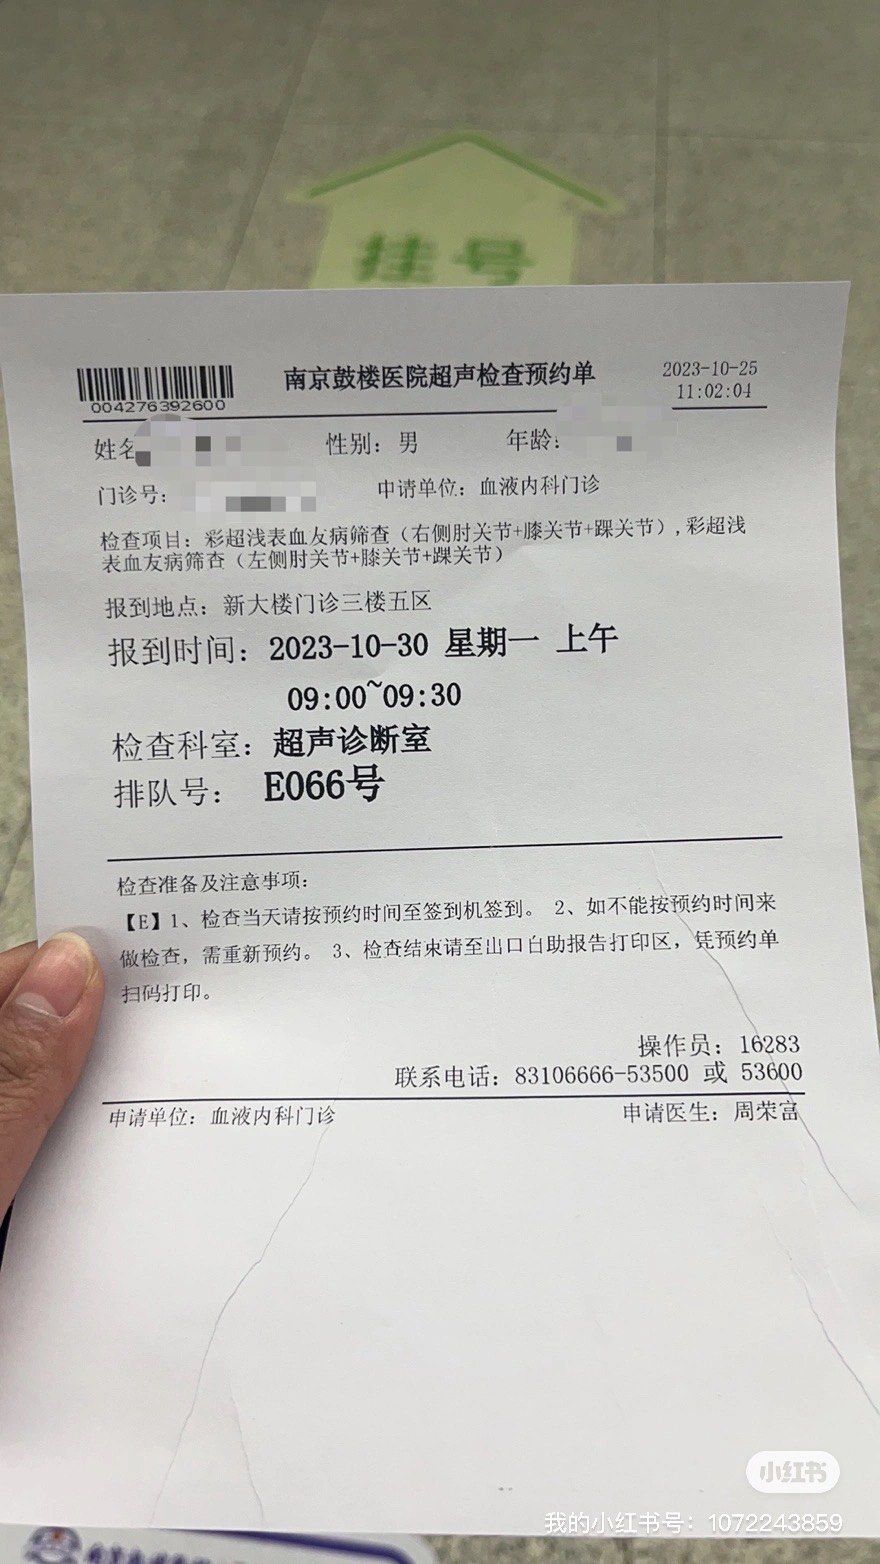 挂号
004276392600
南京鼓楼医院超声检查预约单
2023-10-25
11:02:04
姓名
性别：男
年龄：
门诊号：
申请单位：血液内科门诊
检查项目：彩超浅表血友病筛查（右侧肘关节+膝关节+踝关节）,彩超浅
表血友病筛查（左侧肘关节+膝关节+踝关节）
报到地点：新大楼门诊三楼五区
报到时间：2023-10-30 星期一 上午
09:00~09:30
检查科室：超声诊断室
排队号：E066号
检查准备及注意事项：
【E】1、检查当天请按预约时间至签到机签到。 2、如不能按预约时间来
做检查，需重新预约。 3、检查结束请至出口自助报告打印区，凭预约单
扫码打印。
操作员：16283
联系电话：83106666-53500 或 53600
申请单位：血液内科门诊
申请医生：周荣富
小红书
我的小红书号：1072243859